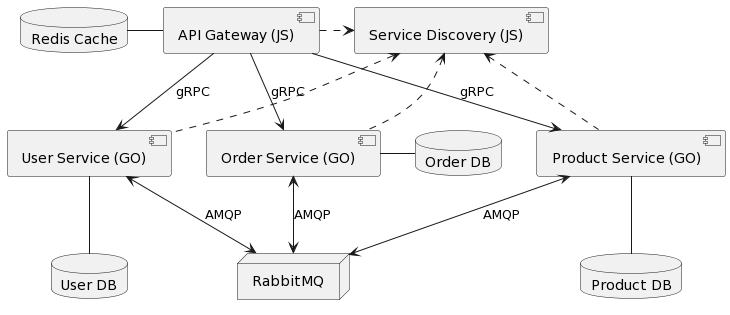 Redis Cache
API Gateway (JS)
Service Discovery (JS)
gRPC
gRPC
gRPC
User Service (GO)
Order Service (GO)
Order DB
Product Service (GO)
AMQP
AMQP
AMQP
User DB
RabbitMQ
Product DB